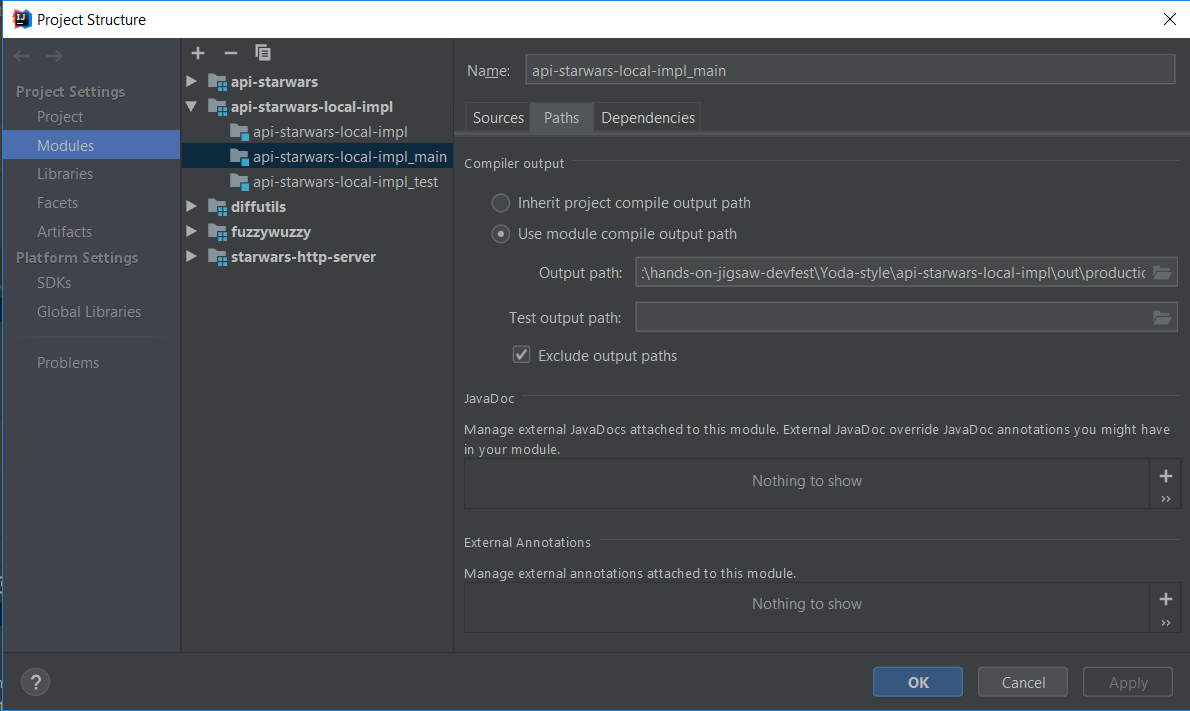 Project Structure
Project Settings
Project
Modules
Libraries
Facets
Artifacts
Platform Settings
SDKs
Global Libraries
Problems
api-starwars
api-starwars-local-impl
api-starwars-local-impl
api-starwars-local-impl_main
api-starwars-local-impl_test
diffutils
fuzzywuzzy
starwars-http-server
Name: api-starwars-local-impl_main
Sources Paths Dependencies
Compiler output
Inherit project compile output path
Use module compile output path
Output path: :\hands-on-jigsaw-devfest\Yoda-style\api-starwars-local-impl\out\productic
Test output path:
Exclude output paths
JavaDoc
Manage external JavaDocs attached to this module. External JavaDoc override JavaDoc annotations you might have
in your module.
Nothing to show
External Annotations
Manage external annotations attached to this module.
Nothing to show
? OK Cancel Apply